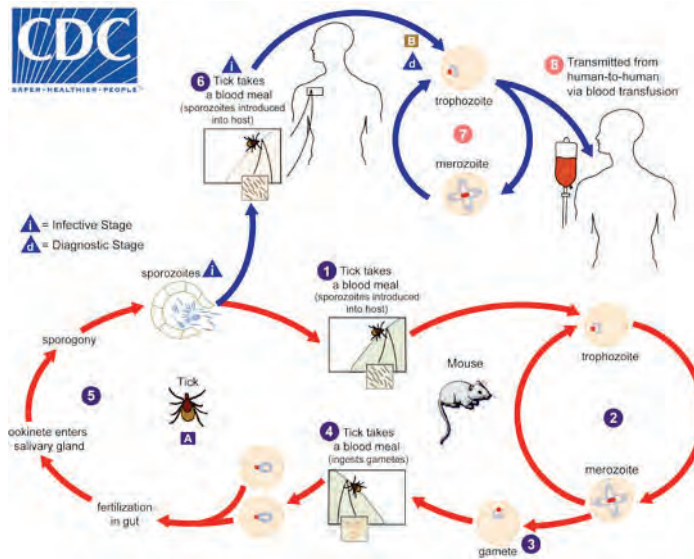 CDC
SAFER·HEALTHIER·PEOPLE™
i
6 Tick takes
a blood meal
(sporozoites introduced
into host)
B
d
trophozoite
7
merozoite
8 Transmitted from
human-to-human
via blood transfusion
i = Infective Stage
d = Diagnostic Stage
sporozoites i
1 Tick takes
a blood meal
(sporozoites introduced
into host)
trophozoite
sporogony
Mouse
5
Tick
A
2
ookinete enters
salivary gland
4 Tick takes
a blood meal
(ingests gametes)
merozoite
fertilization
in gut
gamete 3